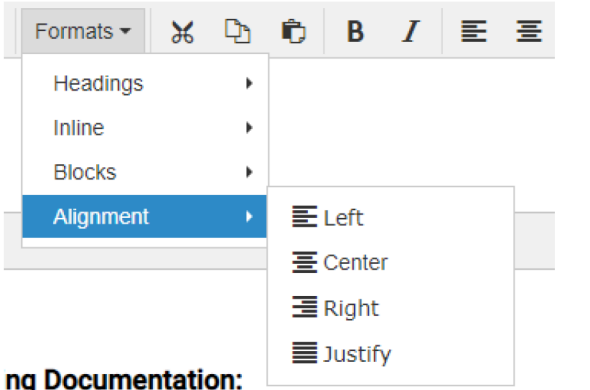 Formats
B I
Headings
Inline
Blocks
Alignment
Left
Center
Right
Justify
ng Documentation: